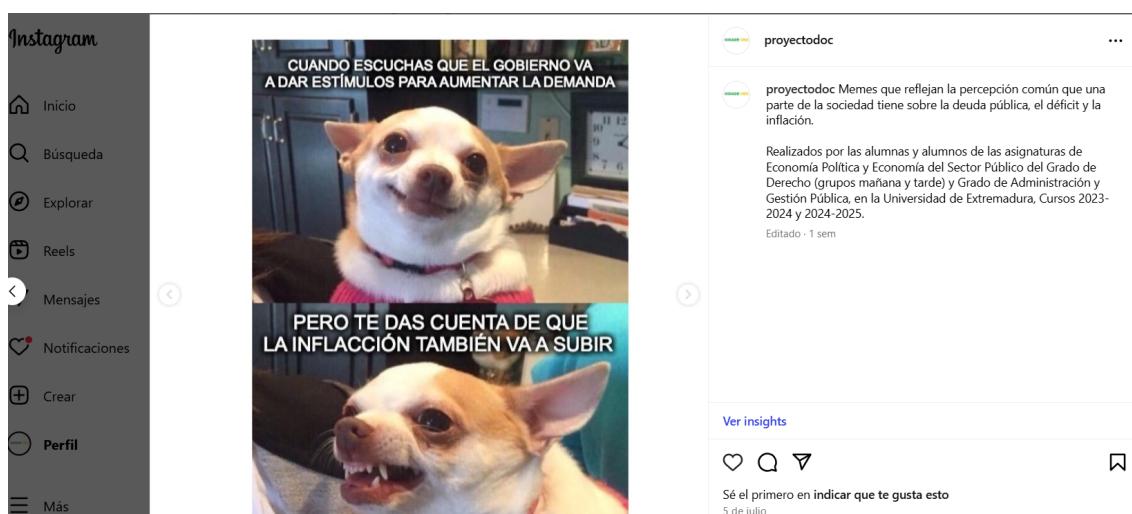 Instagram
Inicio
Búsqueda
Explorar
Reels
Mensajes
Notificaciones
Crear
Perfil
Más
CUANDO ESCUCHAS QUE EL GOBIERNO VA
A DAR ESTÍMULOS PARA AUMENTAR LA DEMANDA
PERO TE DAS CUENTA DE QUE
LA INFLACCIÓN TAMBIÉN VA A SUBIR
proyectodoc
proyectodoc Memes que reflejan la percepción común que una
parte de la sociedad tiene sobre la deuda pública, el déficit y la
inflación.
Realizados por las alumnas y alumnos de las asignaturas de
Economía Política y Economía del Sector Público del Grado de
Derecho (grupos mañana y tarde) y Grado de Administración y
Gestión Pública, en la Universidad de Extremadura, Cursos 2023-
2024 y 2024-2025.
Editado · 1 sem
Ver insights
Sé el primero en indicar que te gusta esto
5 de julio